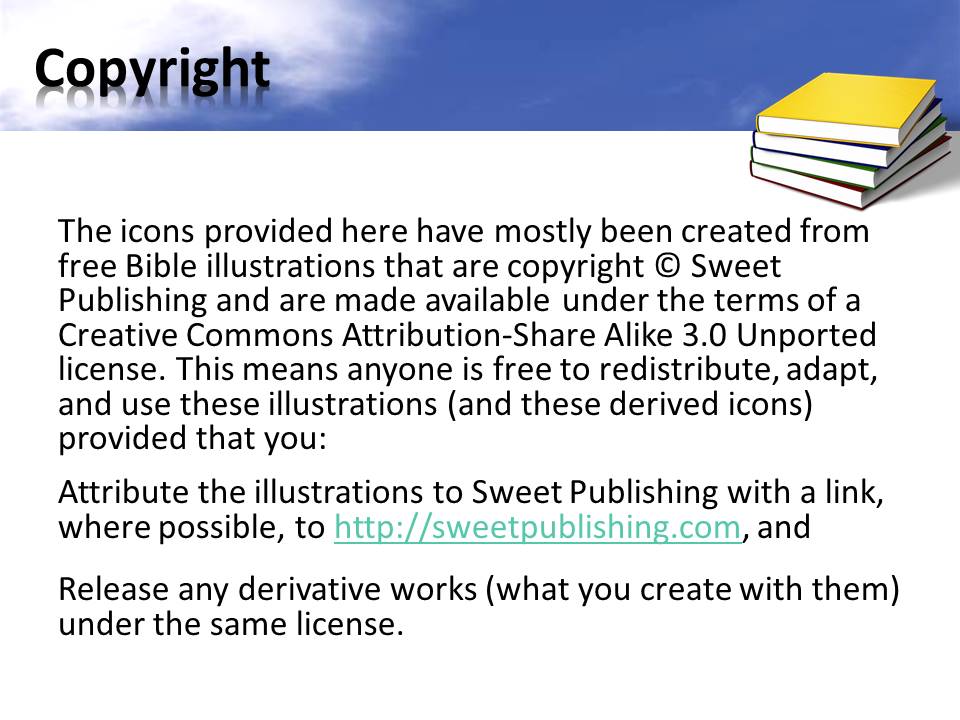 Copyright
The icons provided here have mostly been created from
free Bible illustrations that are copyright © Sweet
Publishing and are made available under the terms of a
Creative Commons Attribution-Share Alike 3.0 Unported
license. This means anyone is free to redistribute, adapt,
and use these illustrations (and these derived icons)
provided that you:
Attribute the illustrations to Sweet Publishing with a link,
where possible, to http://sweetpublishing.com, and
Release any derivative works (what you create with them)
under the same license.